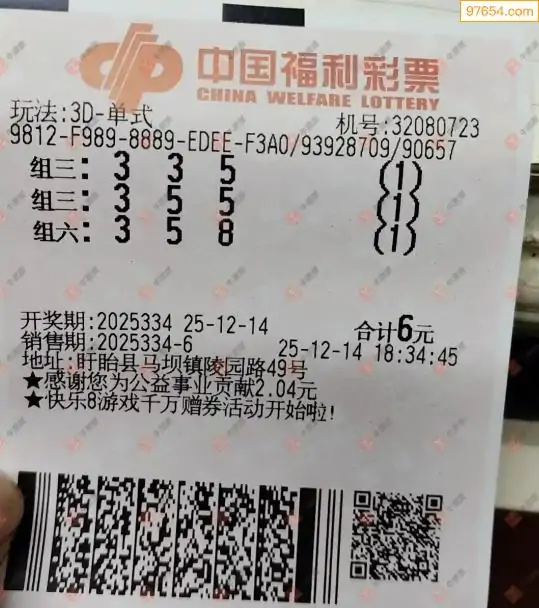 97654.com
中国福利彩票
CHINA WELFARE LOTTERY
玩法:3D-单式
机号:32080723
9812-F989-8889-EDEE-F3A0/93928709/90657
组三: 3 3 5 (1)
组三: 3 5 5 (1)
组六: 3 5 8 (1)
开奖期:2025334 25-12-14 合计6元
销售期:2025334-6 25-12-14 18:34:45
地址:盱眙县马坝镇陵园路49号
★感谢您为公益事业贡献2.04元
★快乐8游戏千万赠券活动开始啦!